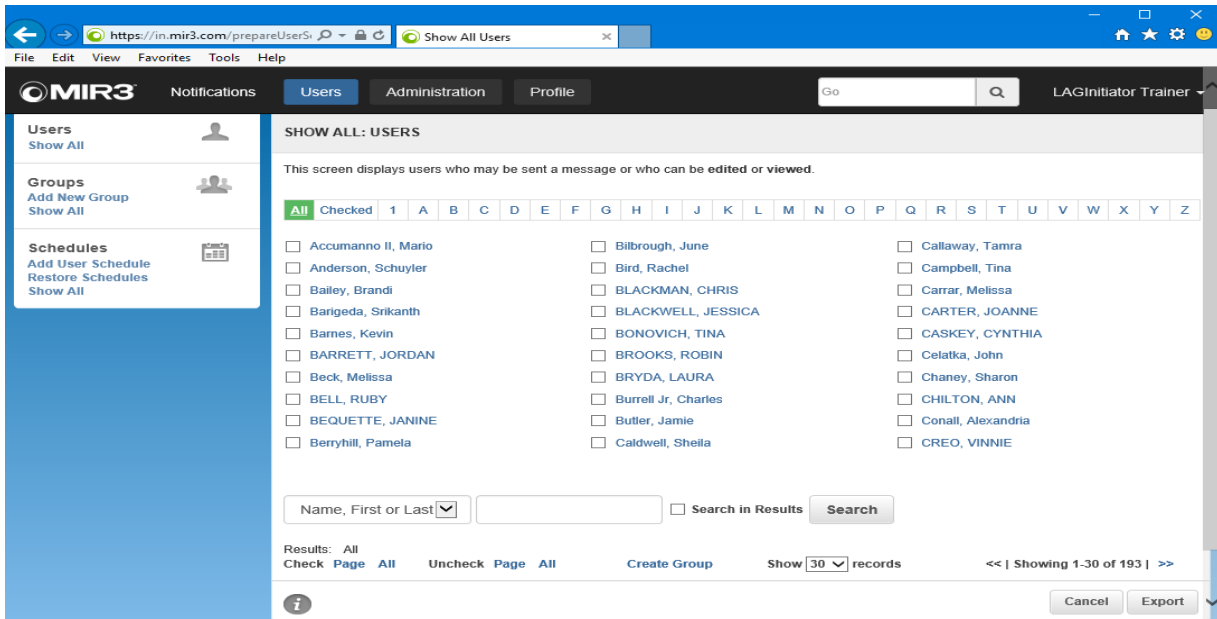 https://in.mir3.com/prepareUserS
Show All Users
File Edit View Favorites Tools Help
MIR3 Notifications Users Administration Profile Go LAGInitiator Trainer
Users
Show All
Groups
Add New Group
Show All
Schedules
Add User Schedule
Restore Schedules
Show All
SHOW ALL: USERS
This screen displays users who may be sent a message or who can be edited or viewed.
All Checked 1 A B C D E F G H I J K L M N O P Q R S T U V W X Y Z
Accumanno II, Mario Bilbrough, June Callaway, Tamra
Anderson, Schuyler Bird, Rachel Campbell, Tina
Bailey, Brandi BLACKMAN, CHRIS Carrar, Melissa
Barigeda, Srikanth BLACKWELL, JESSICA CARTER, JOANNE
Barnes, Kevin BONOVICH, TINA CASKEY, CYNTHIA
BARRETT, JORDAN BROOKS, ROBIN Celatka, John
Beck, Melissa BRYDA, LAURA Chaney, Sharon
BELL, RUBY Burrell Jr, Charles CHILTON, ANN
BEQUETTE, JANINE Butler, Jamie Conall, Alexandria
Berryhill, Pamela Caldwell, Sheila CREO, VINNIE
Name, First or Last Search in Results Search
Results: All
Check Page All Uncheck Page All Create Group Show 30 records << | Showing 1-30 of 193 | >>
Cancel Export